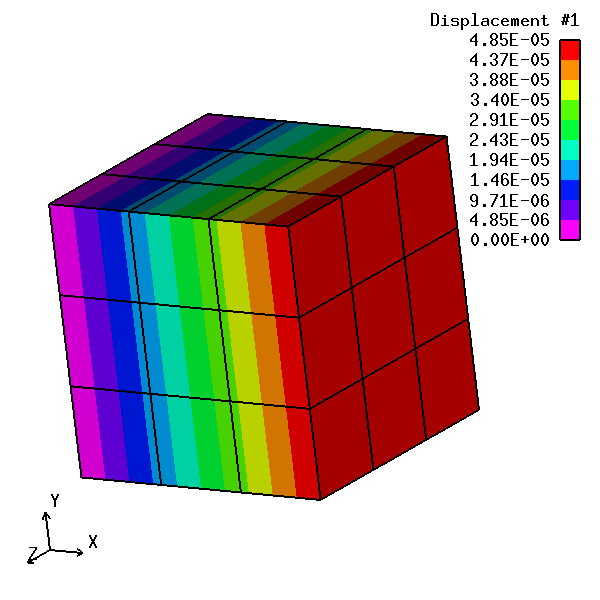 Displacement #1
4.85E-05
4.37E-05
3.88E-05
3.40E-05
2.91E-05
2.43E-05
1.94E-05
1.46E-05
9.71E-06
4.85E-06
0.00E+00
Y
X
Z